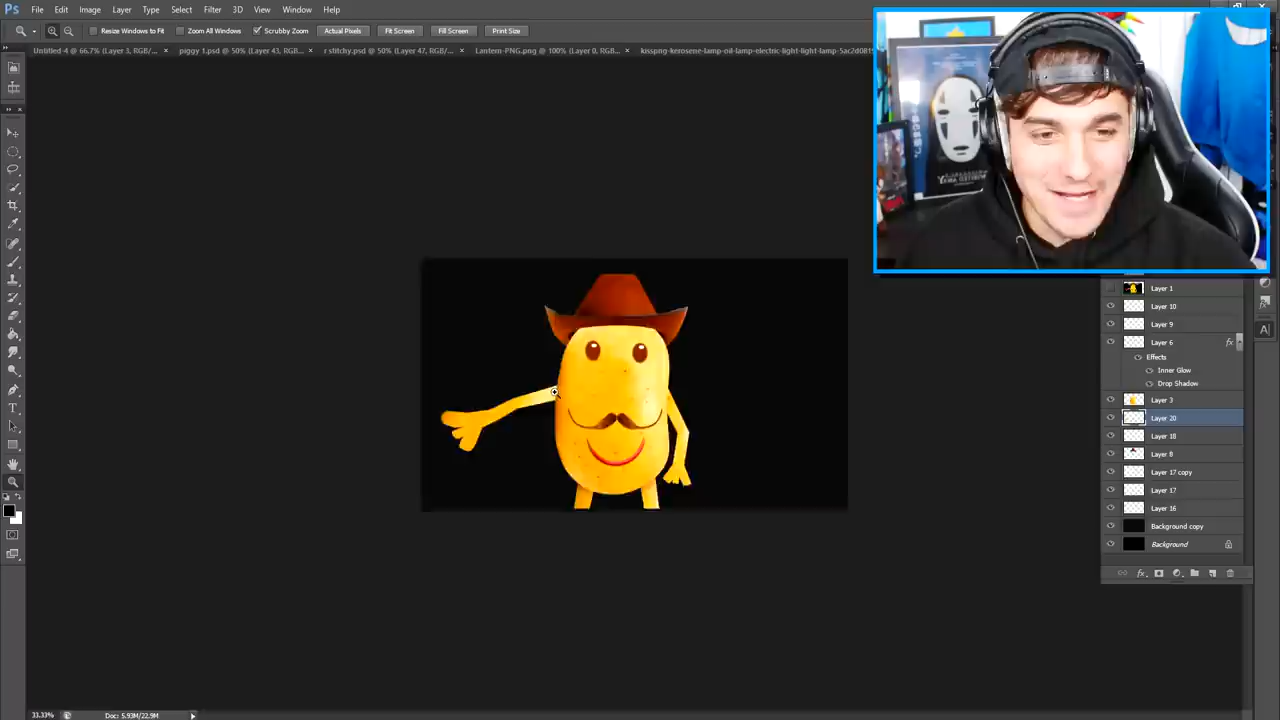 Ps File Edit Image Layer Type Select Filter 3D View Window Help
Resize Windows to Fit Zoom All Windows Scrubby Zoom Actual Pixels Fit Screen Fill Screen Print Size
Untitled-4 @ 66.7% (Layer 3, RGB/... × piggy 1.psd @ 50% (Layer 43, RGB/... × r stitchy.psd @ 50% (Layer 47, RGB/... × Lantern-PNG.png @ 100% (Layer 0, RGB/... × kisspng-kerosene-lamp-oil-lamp-electric-light-light-lamp-5ac2d081
Layer 1
Layer 10
Layer 9
Layer 6 fx
Effects
Inner Glow
Drop Shadow
Layer 3
Layer 20
Layer 18
Layer 8
Layer 17 copy
Layer 17
Layer 16
Background copy
Background
fx
A
T
33.33% Doc: 5.93M/22.9M